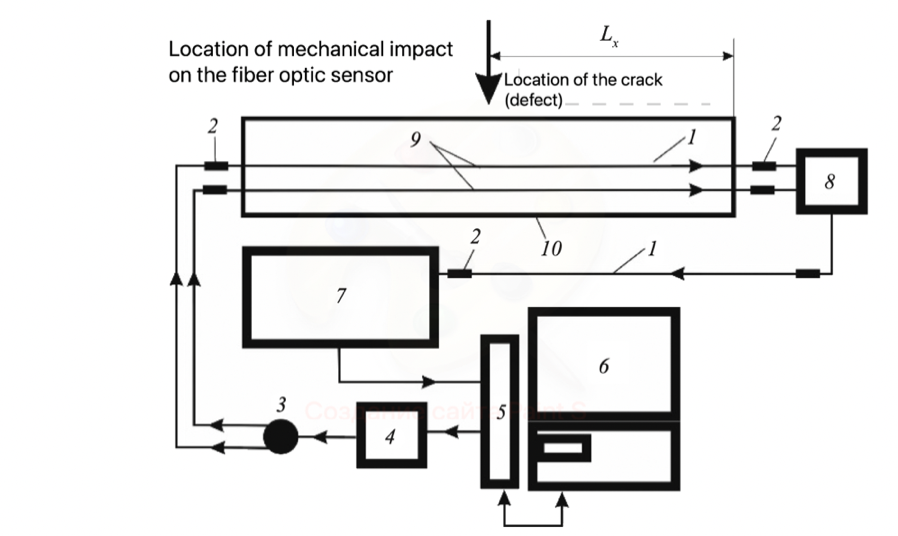 Location of mechanical impact
on the fiber optic sensor
Lx
Location of the crack
(defect)
2
9
1
2
8
10
2
1
7
6
3
4
5